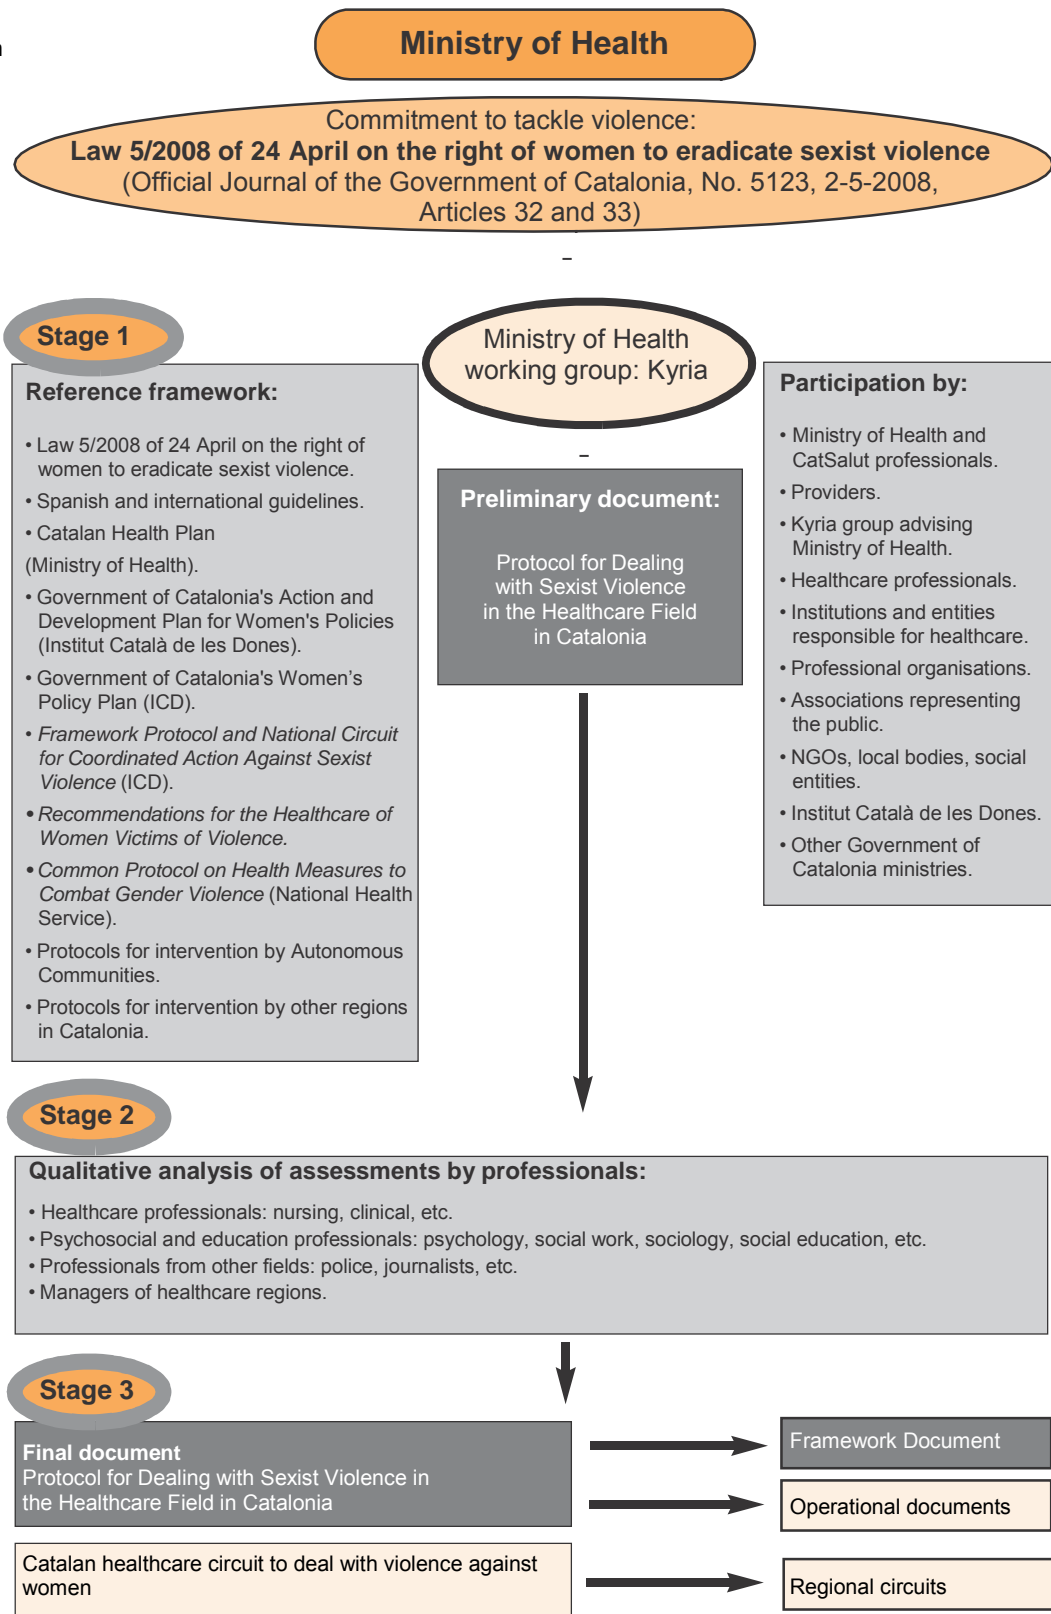 Ministry of Health
Commitment to tackle violence:
Law 5/2008 of 24 April on the right of women to eradicate sexist violence
(Official Journal of the Government of Catalonia, No. 5123, 2-5-2008,
Articles 32 and 33)
Stage 1
Reference framework:
• Law 5/2008 of 24 April on the right of
women to eradicate sexist violence.
• Spanish and international guidelines.
• Catalan Health Plan
(Ministry of Health).
• Government of Catalonia's Action and
Development Plan for Women's Policies
(Institut Català de les Dones).
• Government of Catalonia's Women’s
Policy Plan (ICD).
• Framework Protocol and National Circuit
for Coordinated Action Against Sexist
Violence (ICD).
• Recommendations for the Healthcare of
Women Victims of Violence.
• Common Protocol on Health Measures to
Combat Gender Violence (National Health
Service).
• Protocols for intervention by Autonomous
Communities.
• Protocols for intervention by other regions
in Catalonia.
Ministry of Health
working group: Kyria
Preliminary document:
Protocol for Dealing
with Sexist Violence
in the Healthcare Field
in Catalonia
Participation by:
• Ministry of Health and
CatSalut professionals.
• Providers.
• Kyria group advising
Ministry of Health.
• Healthcare professionals.
• Institutions and entities
responsible for healthcare.
• Professional organisations.
• Associations representing
the public.
• NGOs, local bodies, social
entities.
• Institut Català de les Dones.
• Other Government of
Catalonia ministries.
Stage 2
Qualitative analysis of assessments by professionals:
• Healthcare professionals: nursing, clinical, etc.
• Psychosocial and education professionals: psychology, social work, sociology, social education, etc.
• Professionals from other fields: police, journalists, etc.
• Managers of healthcare regions.
Stage 3
Final document
Protocol for Dealing with Sexist Violence in
the Healthcare Field in Catalonia
Framework Document
Operational documents
Catalan healthcare circuit to deal with violence against
women
Regional circuits